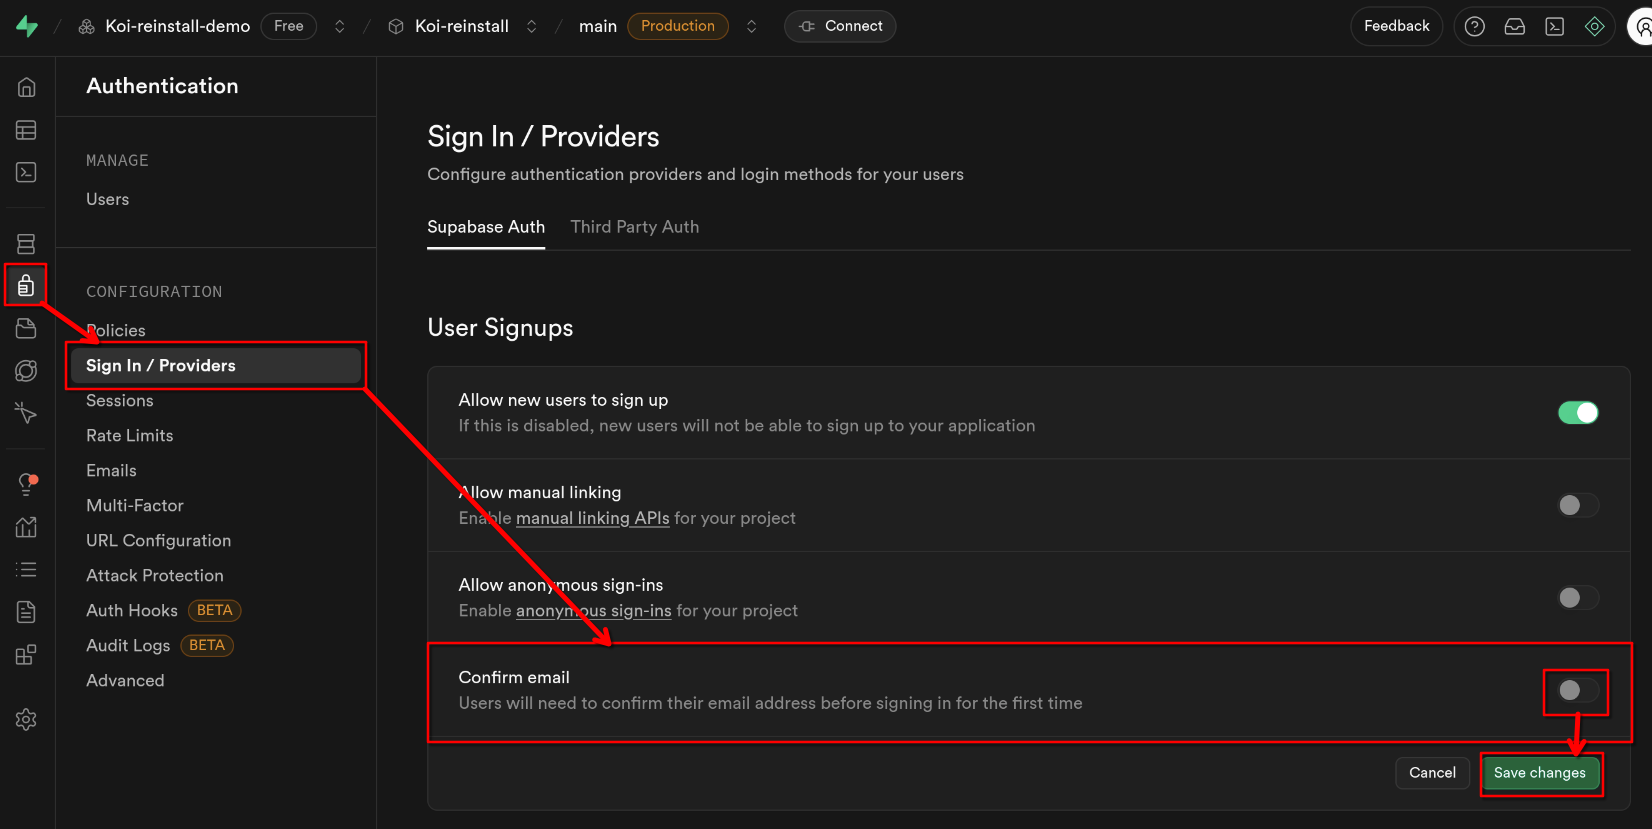 Koi-reinstall-demo Free Koi-reinstall main Production Connect Feedback
Authentication
MANAGE
Users
CONFIGURATION
Policies
Sign In / Providers
Sessions
Rate Limits
Emails
Multi-Factor
URL Configuration
Attack Protection
Auth Hooks BETA
Audit Logs BETA
Advanced
Sign In / Providers
Configure authentication providers and login methods for your users
Supabase Auth Third Party Auth
User Signups
Allow new users to sign up
If this is disabled, new users will not be able to sign up to your application
Allow manual linking
Enable manual linking APIs for your project
Allow anonymous sign-ins
Enable anonymous sign-ins for your project
Confirm email
Users will need to confirm their email address before signing in for the first time
Cancel Save changes